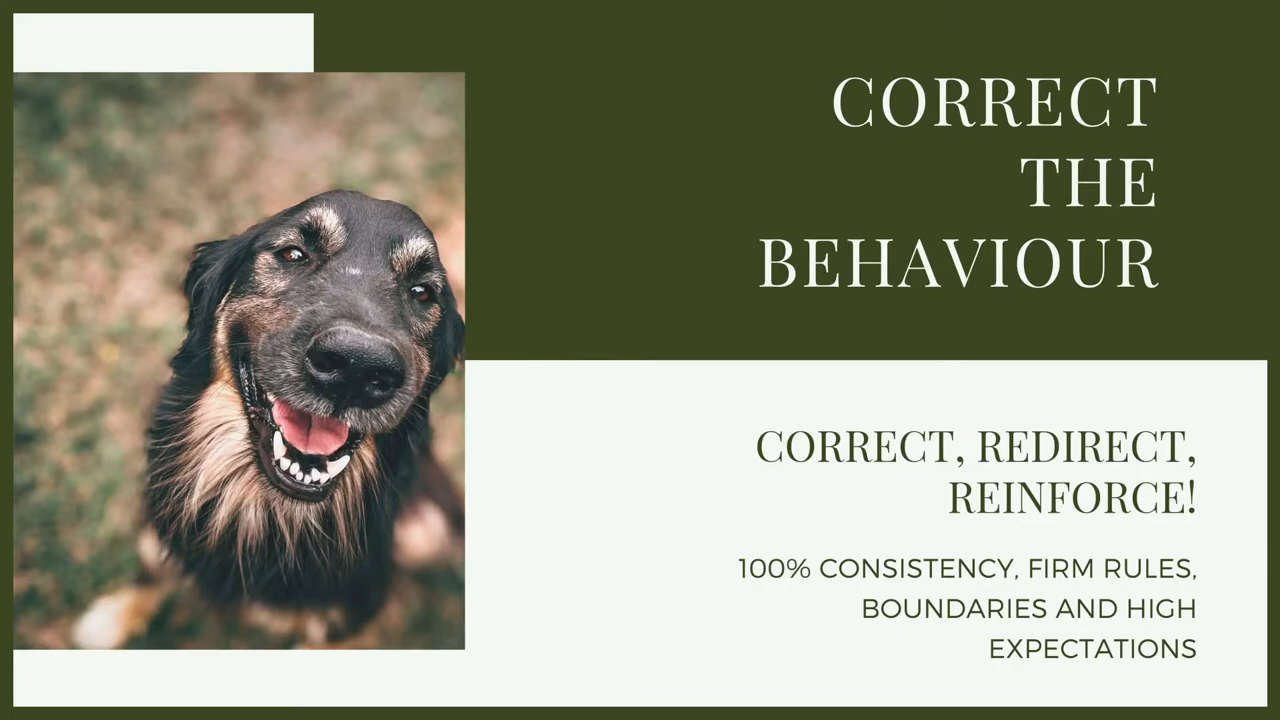 CORRECT
THE
BEHAVIOUR
CORRECT, REDIRECT,
REINFORCE!
100% CONSISTENCY, FIRM RULES,
BOUNDARIES AND HIGH
EXPECTATIONS